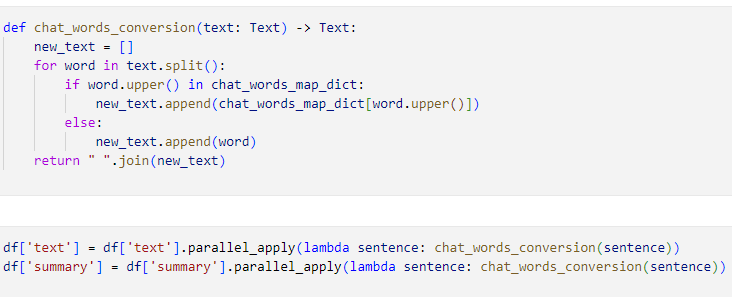 def chat_words_conversion(text: Text) -> Text:
    new_text = []
    for word in text.split():
        if word.upper() in chat_words_map_dict:
            new_text.append(chat_words_map_dict[word.upper()])
        else:
            new_text.append(word)
    return " ".join(new_text)
df['text'] = df['text'].parallel_apply(lambda sentence: chat_words_conversion(sentence))
df['summary'] = df['summary'].parallel_apply(lambda sentence: chat_words_conversion(sentence))